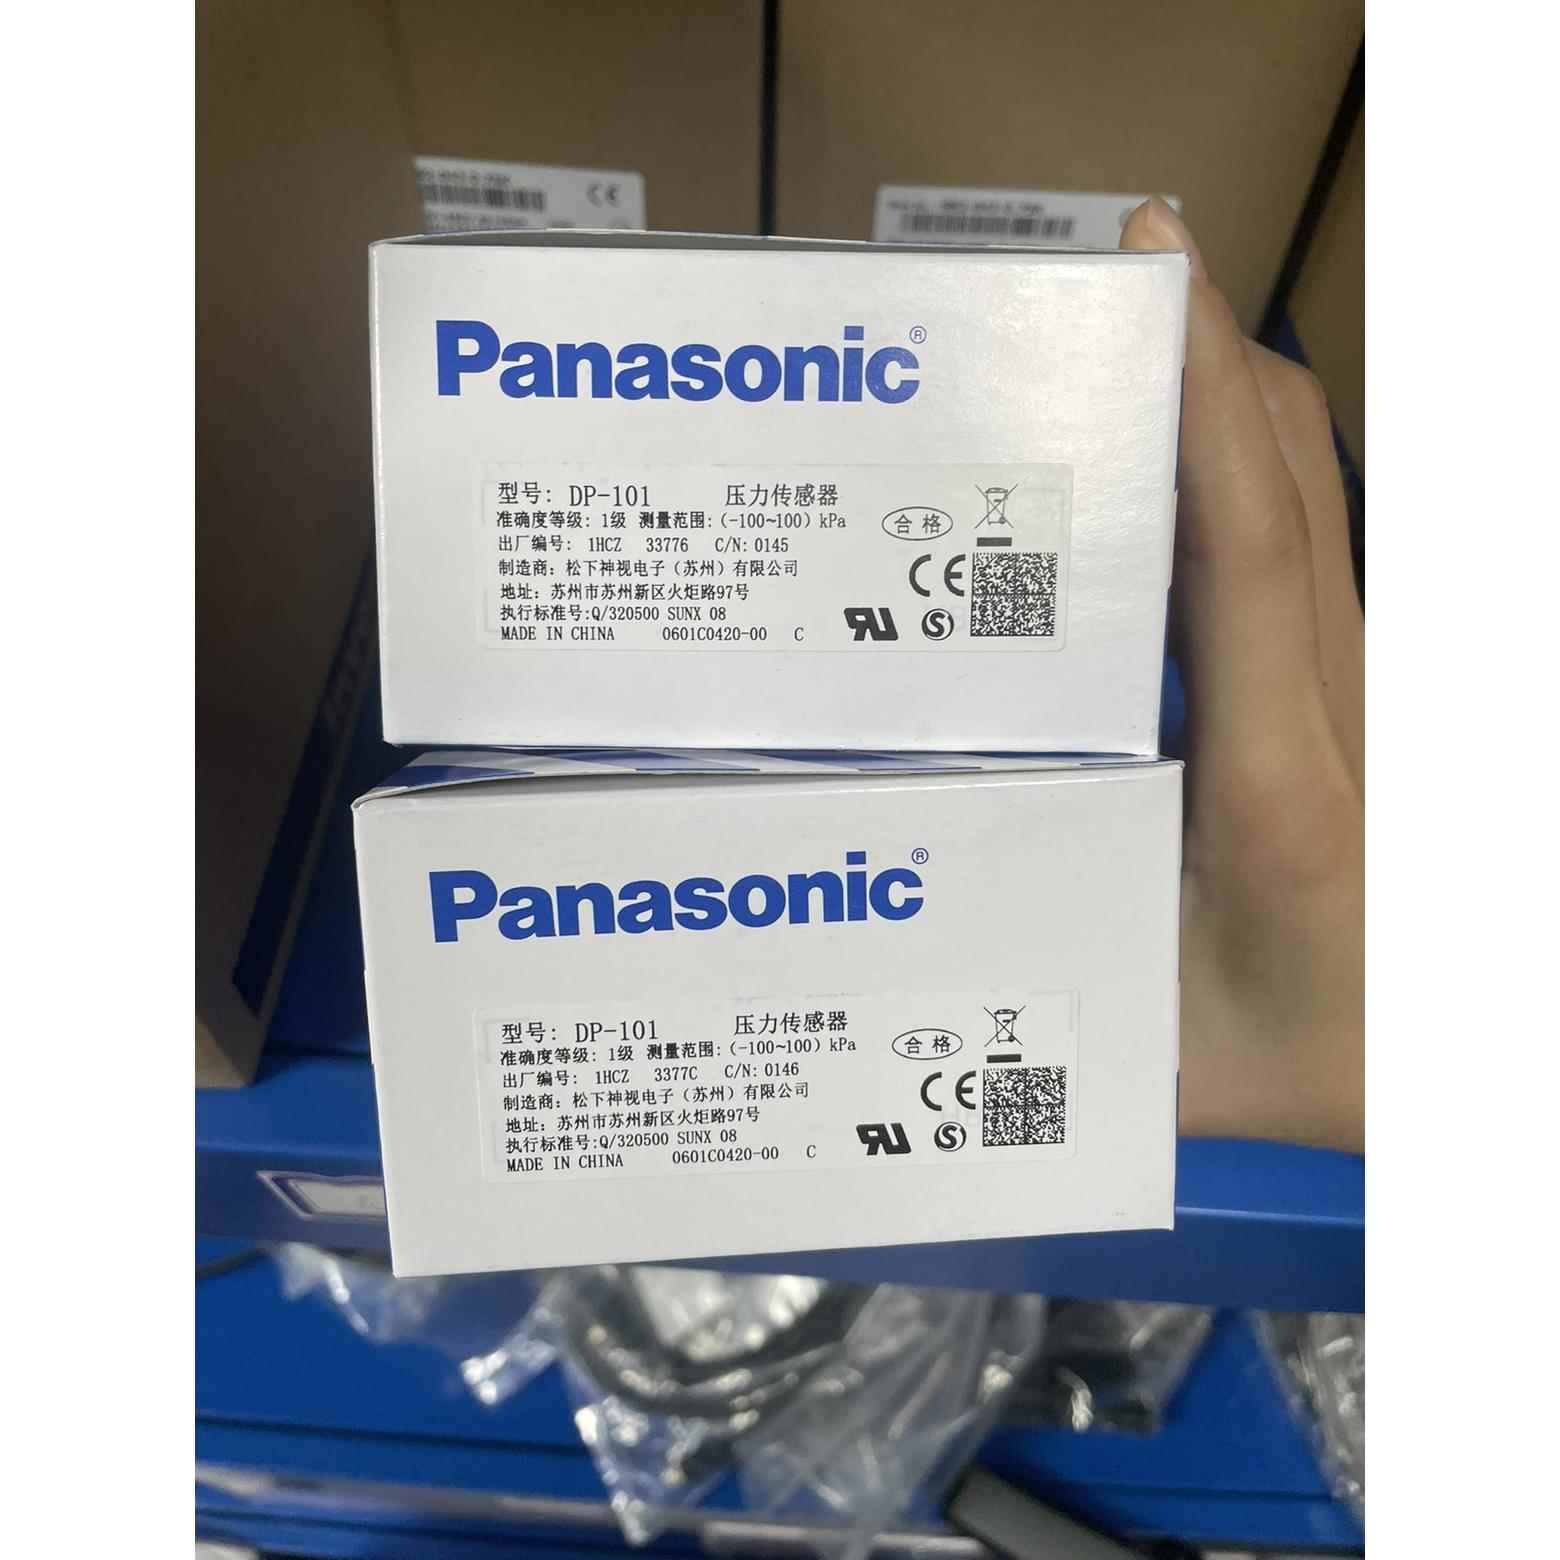 CE
Panasonic®
型号: DP-101 压力传感器
准确度等级: 1级 测量范围: (-100~100) kPa
合格
出厂编号: 1HCZ 33776 C/N: 0145
制造商: 松下神视电子 (苏州) 有限公司
CE
地址: 苏州市苏州新区火炬路97号
执行标准号:Q/320500 SUNX 08
MADE IN CHINA 0601C0420-00 C
Panasonic®
型号: DP-101 压力传感器
准确度等级: 1级 测量范围: (-100~100) kPa
合格
出厂编号: 1HCZ 3377C C/N: 0146
制造商: 松下神视电子 (苏州) 有限公司
CE
地址: 苏州市苏州新区火炬路97号
执行标准号:Q/320500 SUNX 08
MADE IN CHINA 0601C0420-00 C